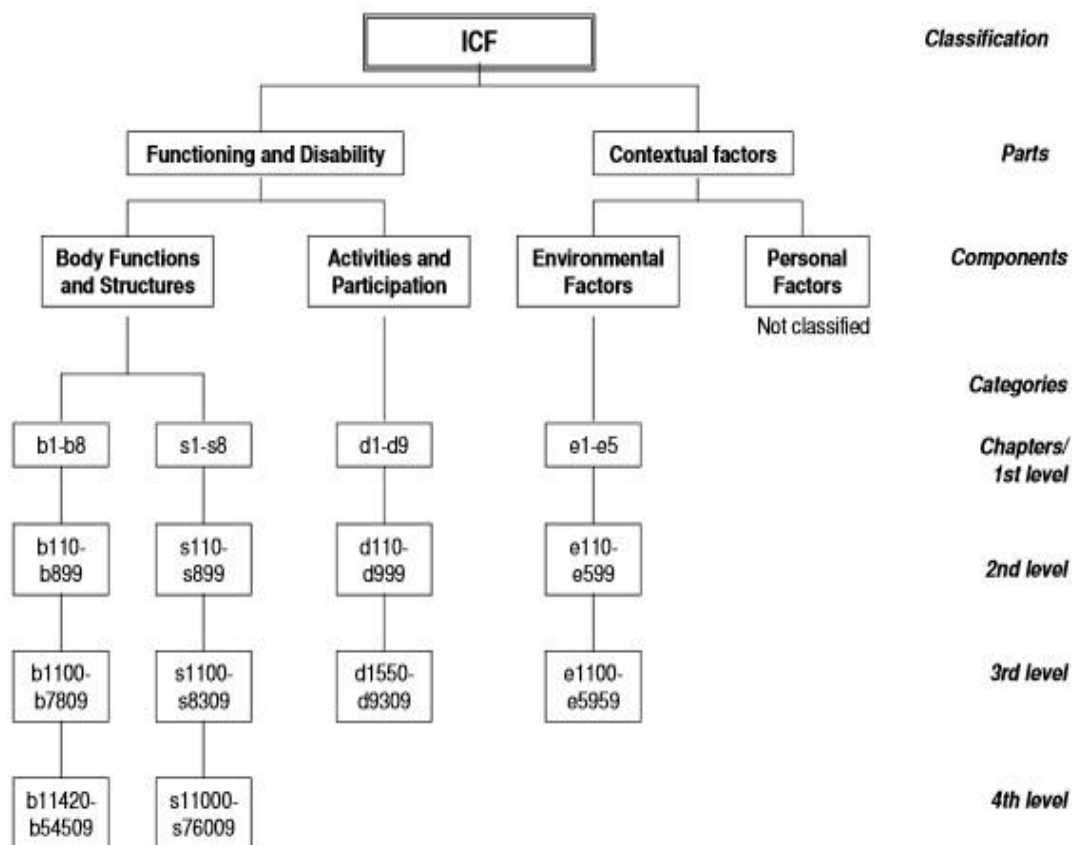 ICF
Classification
Functioning and Disability
Contextual factors
Parts
Body Functions
and Structures
Activities and
Participation
Environmental
Factors
Personal
Factors
Components
Not classified
Categories
b1-b8
s1-s8
d1-d9
e1-e5
Chapters/
1st level
b110-
b899
s110-
s899
d110-
d999
e110-
e599
2nd level
b1100-
b7809
s1100-
s8309
d1550-
d9309
e1100-
e5959
3rd level
b11420-
b54509
s11000-
s76009
4th level